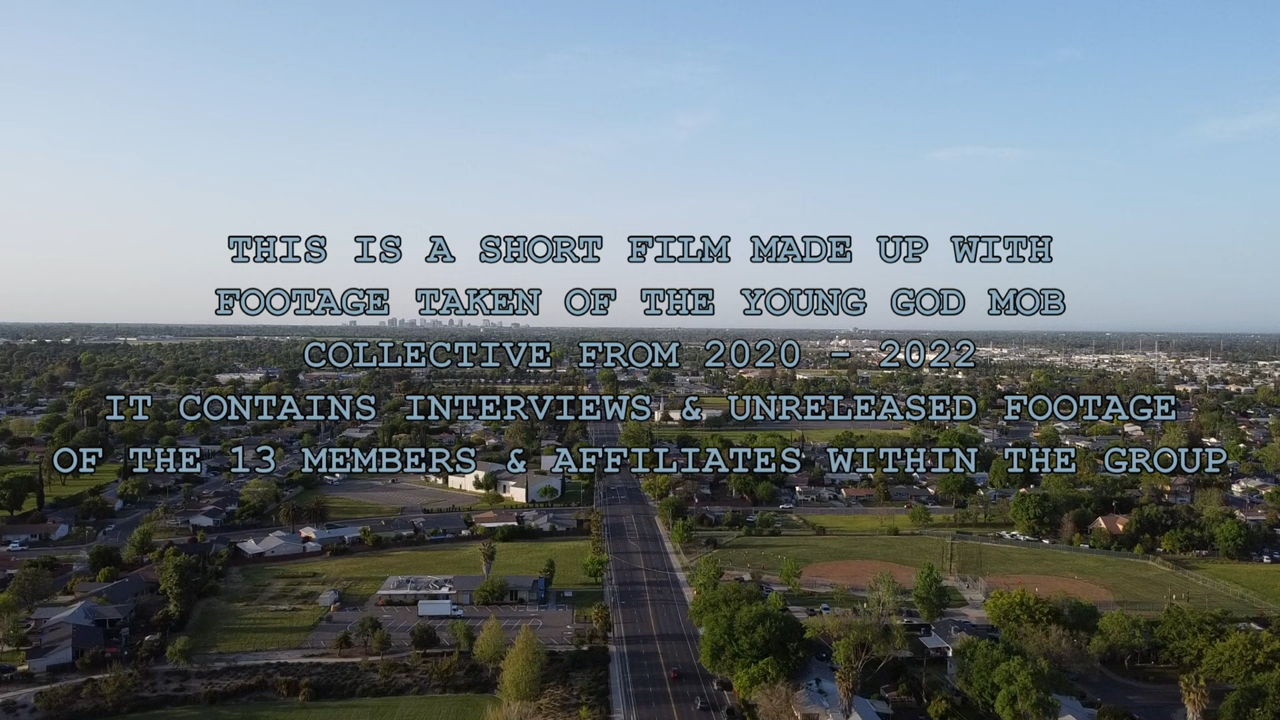 THIS IS A SHORT FILM MADE UP WITH
FOOTAGE TAKEN OF THE YOUNG GOD MOB
COLLECTIVE FROM 2020 - 2022
IT CONTAINS INTERVIEWS & UNRELEASED FOOTAGE
OF THE 13 MEMBERS & AFFILIATES WITHIN THE GROUP